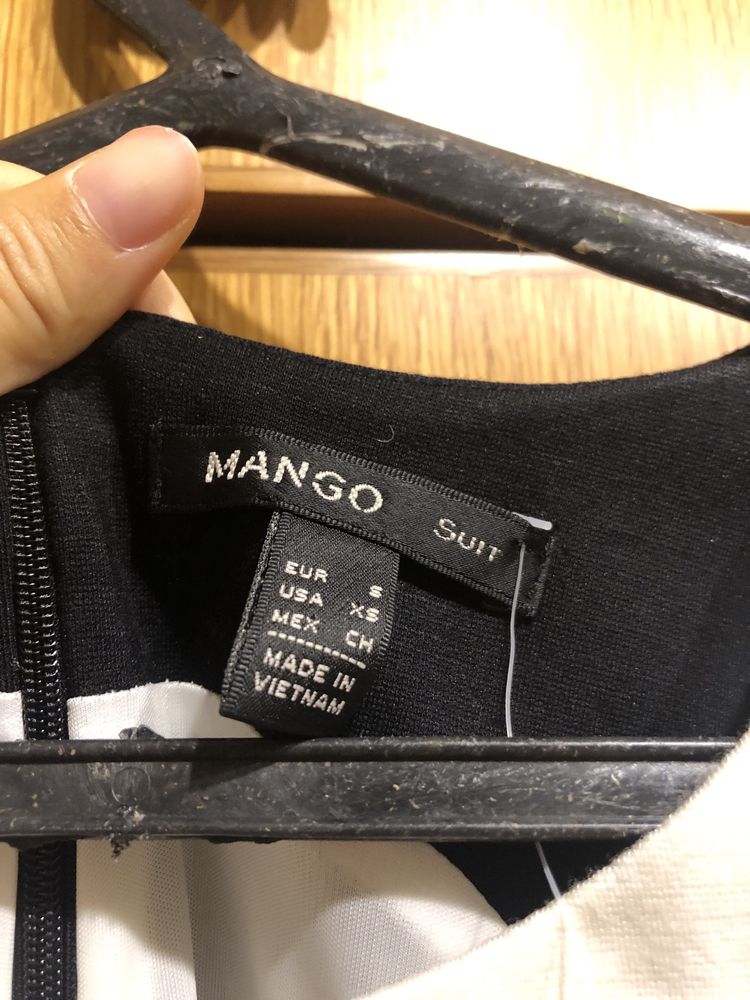 MANGO Suit
EUR S
USA XS
MEX CH
MADE IN
VIETNAM